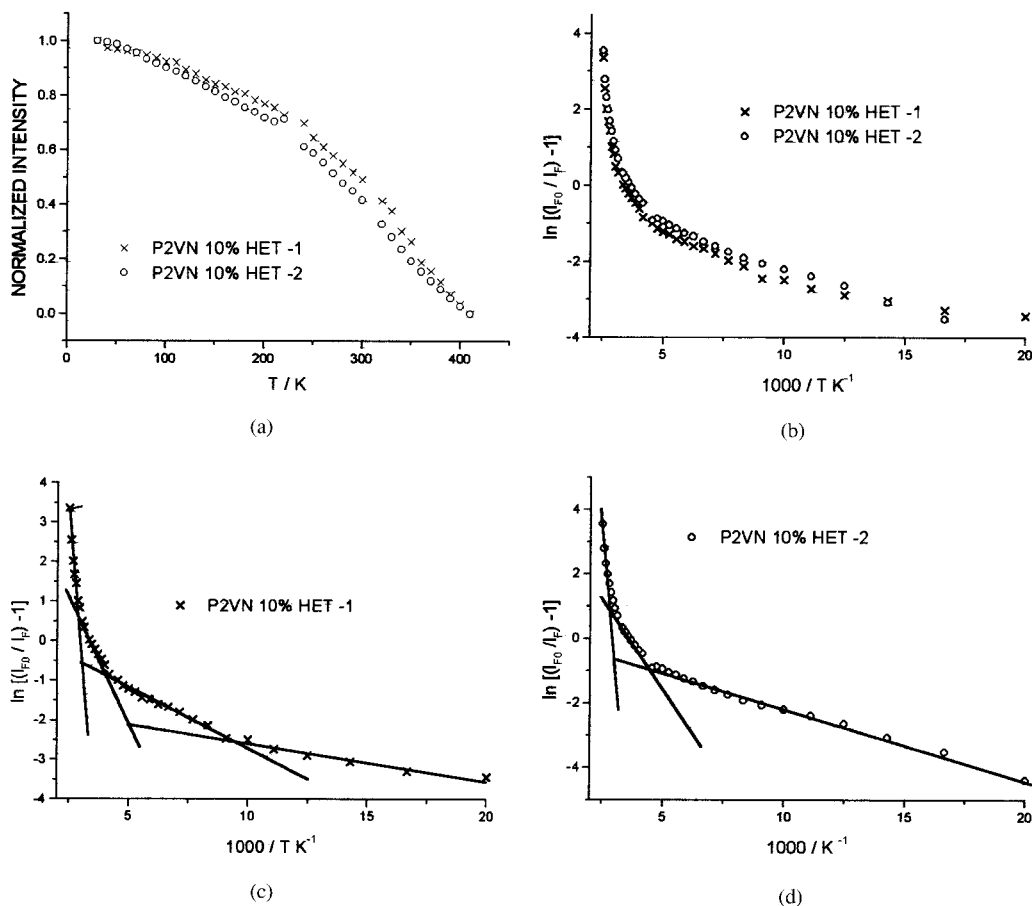 1.0
0.8
0.6
0.4
0.2
0.0
NORMALIZED INTENSITY
× P2VN 10% HET -1
○ P2VN 10% HET -2
0 100 200 300 400
T / K
(a)
4
2
0
-2
-4
ln [(I_F0 / I_F) -1]
× P2VN 10% HET -1
○ P2VN 10% HET -2
5 10 15 20
1000 / T K⁻¹
(b)
4
3
2
1
0
-1
-2
-3
-4
ln [(I_F0 / I_F) -1]
× P2VN 10% HET -1
5 10 15 20
1000 / T K⁻¹
(c)
4
2
0
-2
-4
ln [(I_F0 / I_F) -1]
○ P2VN 10% HET -2
5 10 15 20
1000 / K⁻¹
(d)